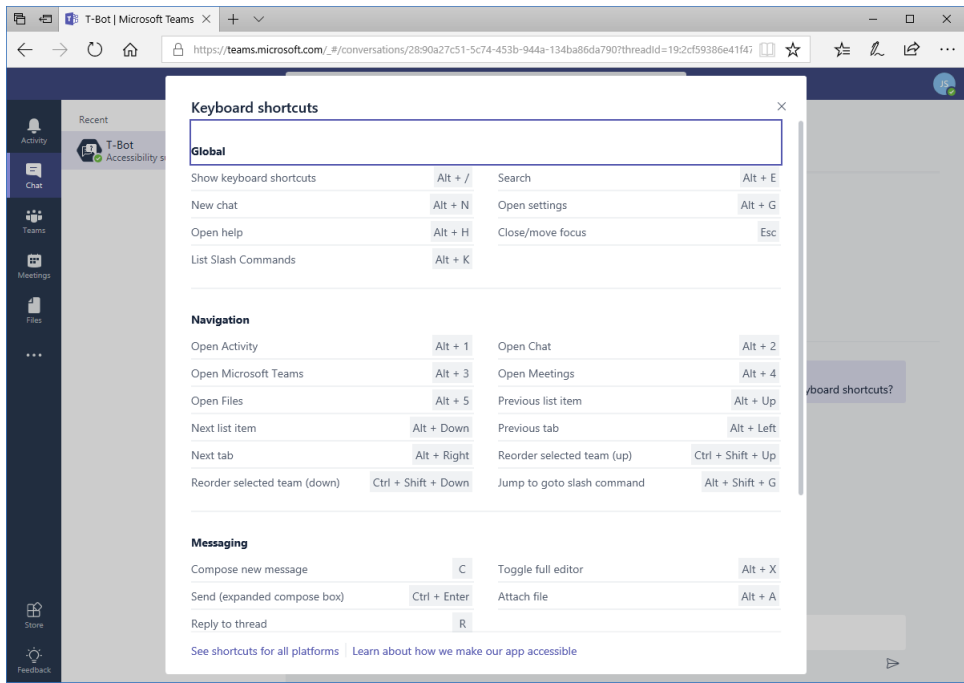 T-Bot | Microsoft Teams
https://teams.microsoft.com/_#/conversations/28:90a27c51-5c74-453b-944a-134ba86da790?threadId=19:2cf59386e41f47
JS
Activity
Chat
Teams
Meetings
Files
Store
Feedback
Recent
T-Bot
Accessibility
Keyboard shortcuts
Global
Show keyboard shortcuts Alt + / Search Alt + E
New chat Alt + N Open settings Alt + G
Open help Alt + H Close/move focus Esc
List Slash Commands Alt + K
Navigation
Open Activity Alt + 1 Open Chat Alt + 2
Open Microsoft Teams Alt + 3 Open Meetings Alt + 4
Open Files Alt + 5 Previous list item Alt + Up
Next list item Alt + Down Previous tab Alt + Left
Next tab Alt + Right Reorder selected team (up) Ctrl + Shift + Up
Reorder selected team (down) Ctrl + Shift + Down Jump to goto slash command Alt + Shift + G
Messaging
Compose new message C Toggle full editor Alt + X
Send (expanded compose box) Ctrl + Enter Attach file Alt + A
Reply to thread R
See shortcuts for all platforms Learn about how we make our app accessible
yboard shortcuts?